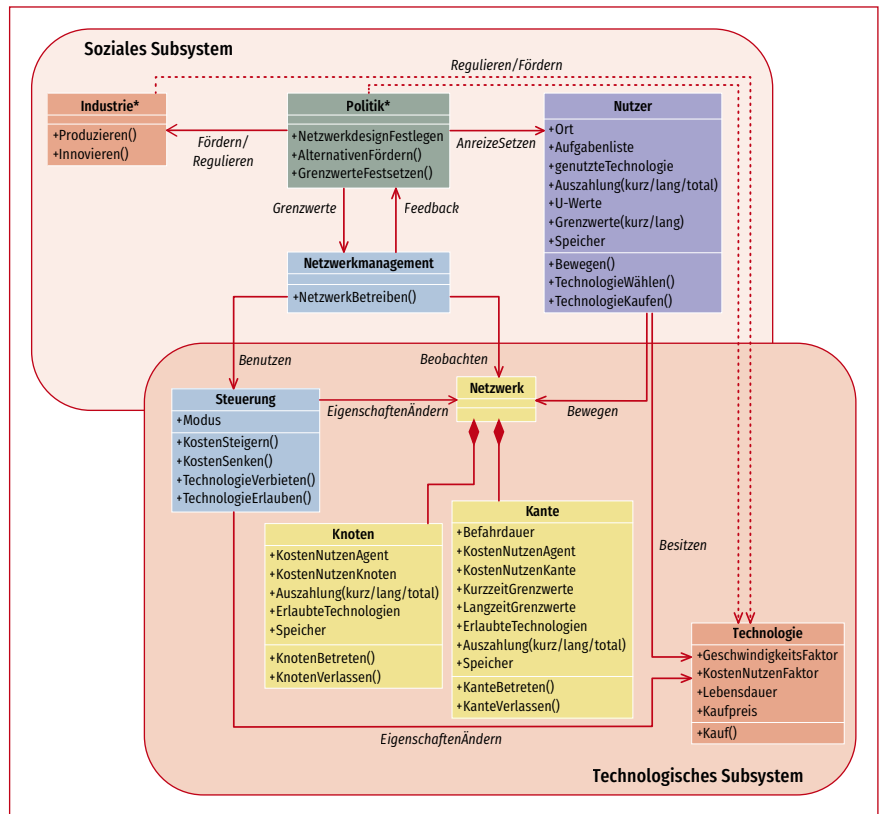 Soziales Subsystem
Regulieren/Fördern
Industrie*
+Produzieren()
+Innovieren()
Fördern/
Regulieren
Politik*
+NetzwerkdesignFestlegen
+AlternativenFördern()
+GrenzwerteFestsetzen()
AnreizeSetzen
Nutzer
+Ort
+Aufgabenliste
+genutzteTechnologie
+Auszahlung(kurz/lang/total)
+U-Werte
+Grenzwerte(kurz/lang)
+Speicher
+Bewegen()
+TechnologieWählen()
+TechnologieKaufen()
Grenzwerte
Feedback
Netzwerkmanagement
+NetzwerkBetreiben()
Benutzen
Beobachten
Steuerung
+Modus
+KostenSteigern()
+KostenSenken()
+TechnologieVerbieten()
+TechnologieErlauben()
EigenschaftenÄndern
Netzwerk
Bewegen
Knoten
+KostenNutzenAgent
+KostenNutzenKnoten
+Auszahlung(kurz/lang/total)
+ErlaubteTechnologien
+Speicher
+KnotenBetreten()
+KnotenVerlassen()
Kante
+Befahrdauer
+KostenNutzenAgent
+KostenNutzenKante
+KurzzeitGrenzwerte
+LangzeitGrenzwerte
+ErlaubteTechnologien
+Auszahlung(kurz/lang/total)
+Speicher
+KanteBetreten()
+KanteVerlassen()
Besitzen
Technologie
+GeschwindigkeitsFaktor
+KostenNutzenFaktor
+Lebensdauer
+Kaufpreis
+Kauf()
EigenschaftenÄndern
Technologisches Subsystem